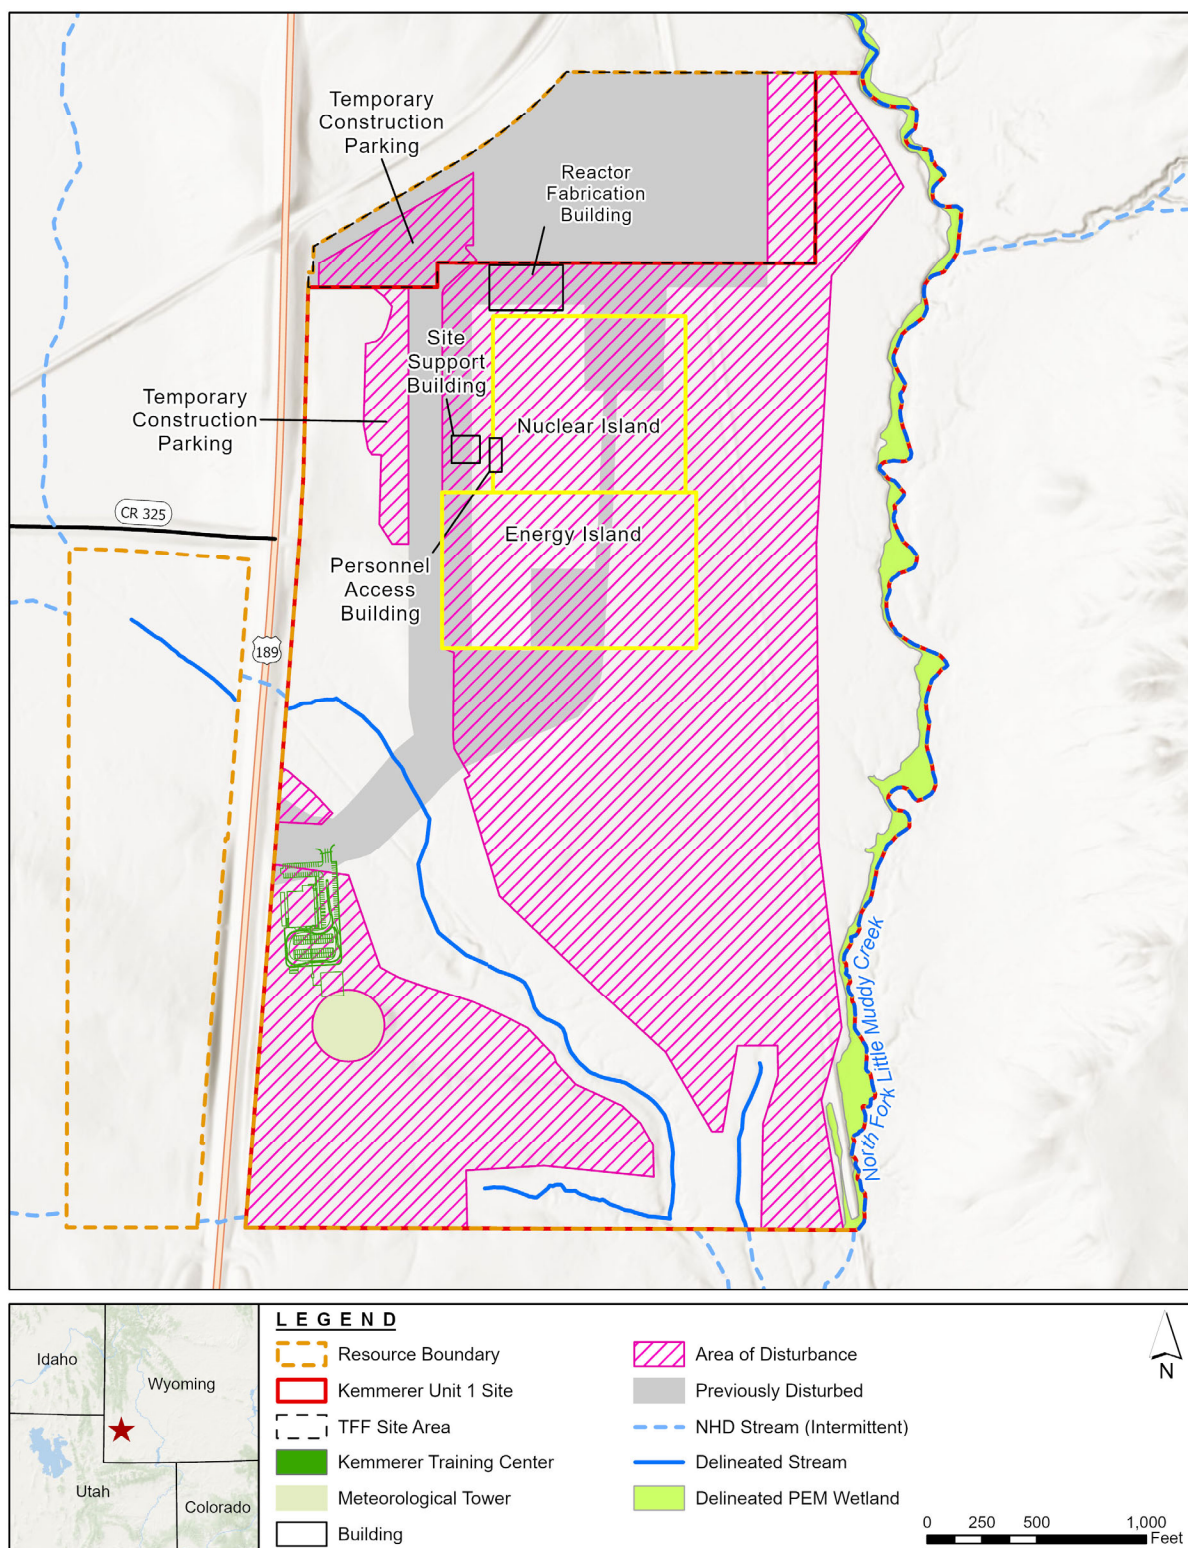 Temporary
Construction
Parking
Reactor
Fabrication
Building
Site
Support
Building
Temporary
Construction
Parking
Nuclear Island
CR 325
Energy Island
Personnel
Access
Building
189
North Fork Little Muddy Creek
Idaho
Wyoming
Utah
Colorado
LEGEND
Resource Boundary
Kemmerer Unit 1 Site
TFF Site Area
Kemmerer Training Center
Meteorological Tower
Building
Area of Disturbance
Previously Disturbed
NHD Stream (Intermittent)
Delineated Stream
Delineated PEM Wetland
N
0 250 500 1,000
Feet